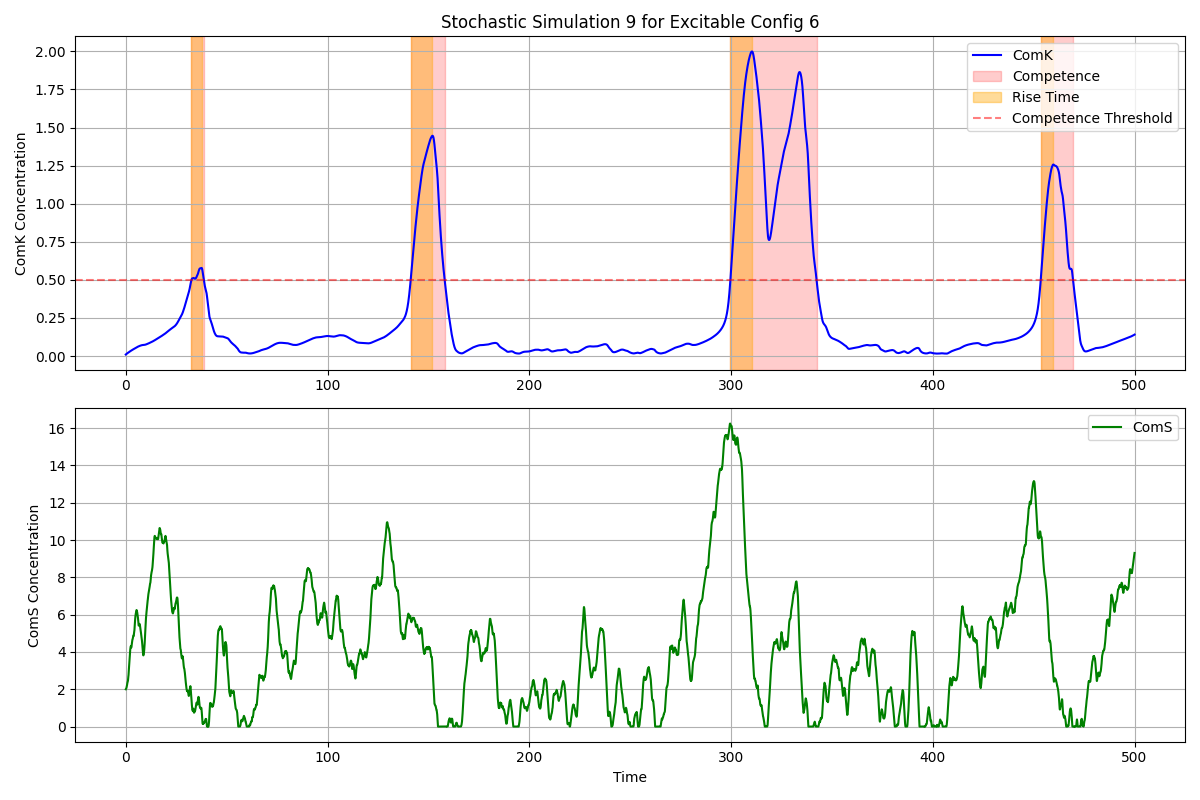 Stochastic Simulation 9 for Excitable Config 6
ComK Concentration
2.00
1.75
1.50
1.25
1.00
0.75
0.50
0.25
0.00
ComK
Competence
Rise Time
Competence Threshold
0 100 200 300 400 500
ComS Concentration
16
14
12
10
8
6
4
2
0
ComS
0 100 200 300 400 500
Time